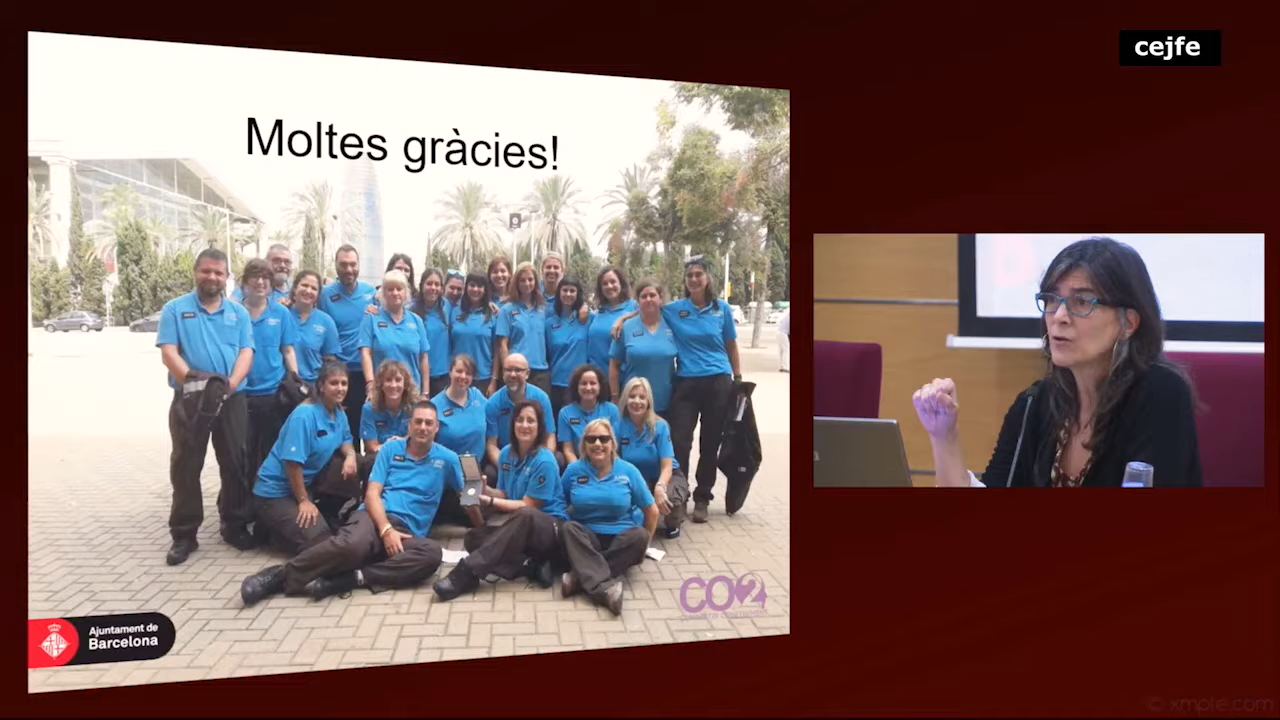 cejfe
Moltes gràcies!
CO2
Ajuntament de
Barcelona
© xmple.com